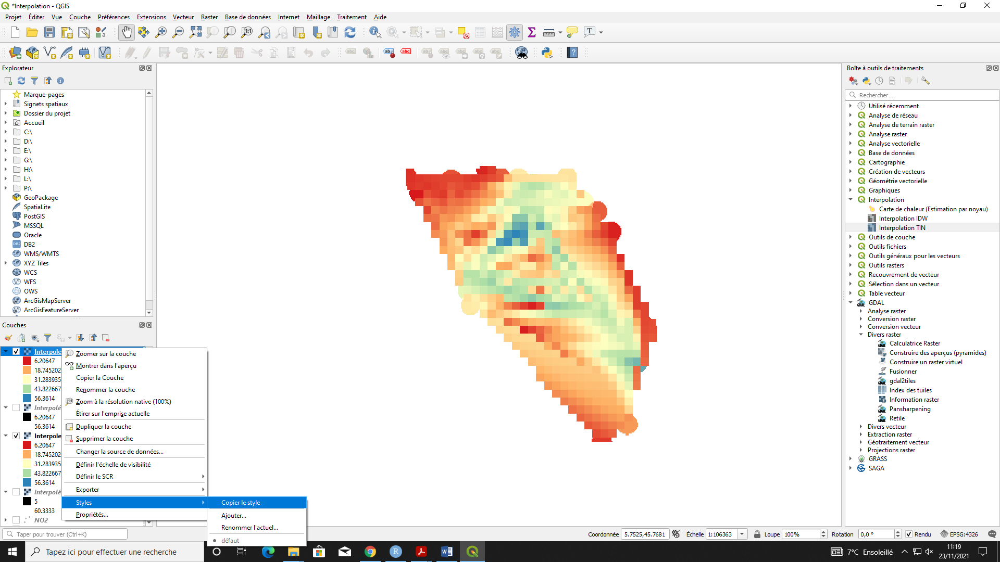 *Interpolation - QGIS
Projet Éditer Vue Couche Préférences Extensions Vecteur Raster Base de données Internet Maillage Traitement Aide
Explorateur
Marque-pages
Signets spatiaux
Dossier du projet
Accueil
C:\
D:\
E:\
G:\
H:\
L:\
P:\
GeoPackage
SpatiaLite
PostGIS
MSSQL
Oracle
DB2
WMS/WMTS
XYZ Tiles
WCS
WFS
OWS
ArcGisMapServer
ArcGisFeatureServer
Couches
Interpole
6.20647
18.745202
31.283935
43.822667
56.3614
Interpolé
6.20647
56.3614
Interpole
6.20647
18.745202
31.283935
43.822667
56.3614
Interpolé
5
60.3333
NO2
Taper pour trouver (Ctrl+K)
Zoomer sur la couche
Montrer dans l'aperçu
Copier la Couche
Renommer la couche
Zoom à la résolution native (100%)
Étirer sur l'emprise actuelle
Dupliquer la couche
Supprimer la couche
Changer la source de données...
Définir l'échelle de visibilité
Définir le SCR
Exporter
Styles
Propriétés...
Copier le style
Ajouter...
Renommer l'actuel...
défaut
Boîte à outils de traitements
Rechercher...
Utilisé récemment
Analyse de réseau
Analyse de terrain raster
Analyse raster
Analyse vectorielle
Base de données
Cartographie
Création de vecteurs
Géométrie vectorielle
Graphiques
Interpolation
Carte de chaleur (Estimation par noyau)
Interpolation IDW
Interpolation TIN
Outils de couche
Outils fichiers
Outils généraux pour les vecteurs
Outils rasters
Recouvrement de vecteur
Sélection dans un vecteur
Table vecteur
GDAL
Analyse raster
Conversion raster
Conversion vecteur
Divers raster
Calculatrice Raster
Construire des aperçus (pyramides)
Construire un raster virtuel
Fusionner
gdal2tiles
Index des tuiles
Information raster
Pansharpening
Retile
Divers vecteur
Extraction raster
Géotraitement vecteur
Projections raster
GRASS
SAGA
Coordonnée 5.7525,45.7681 Échelle 1:106363 Loupe 100% Rotation 0,0 ° Rendu EPSG:4326
Tapez ici pour effectuer une recherche
7°C Ensoleillé
11:19
23/11/2021